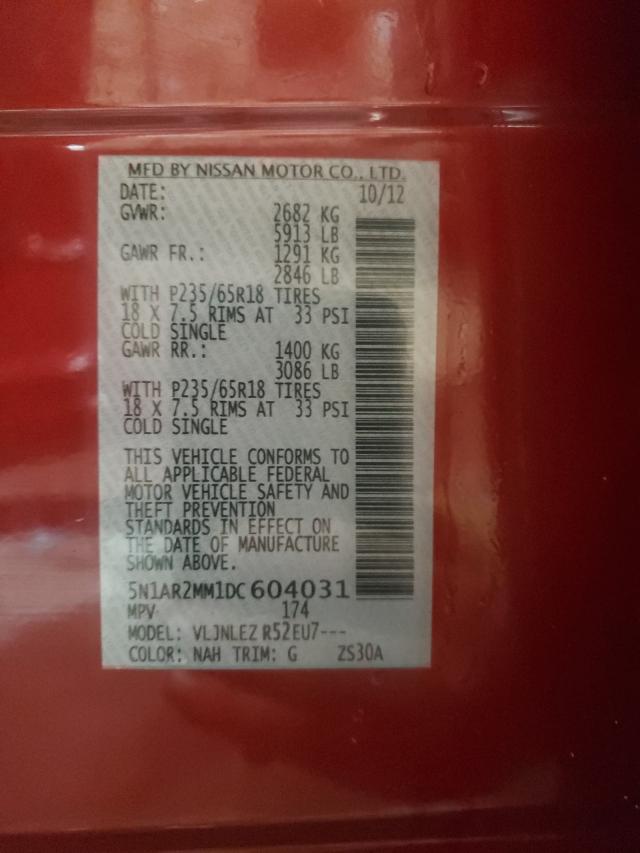 MFD BY NISSAN MOTOR CO., LTD.
DATE: 10/12
GVWR: 2682 KG
5913 LB
GAWR FR.: 1291 KG
2846 LB
WITH P235/65R18 TIRES
18 X 7.5 RIMS AT 33 PSI
COLD SINGLE
GAWR RR.: 1400 KG
3086 LB
WITH P235/65R18 TIRES
18 X 7.5 RIMS AT 33 PSI
COLD SINGLE
THIS VEHICLE CONFORMS TO
ALL APPLICABLE FEDERAL
MOTOR VEHICLE SAFETY AND
THEFT PREVENTION
STANDARDS IN EFFECT ON
THE DATE OF MANUFACTURE
SHOWN ABOVE.
5N1AR2MM1DC604031
MPV 174
MODEL: VLJNLEZ R52EU7---
COLOR: NAH TRIM: G ZS30A